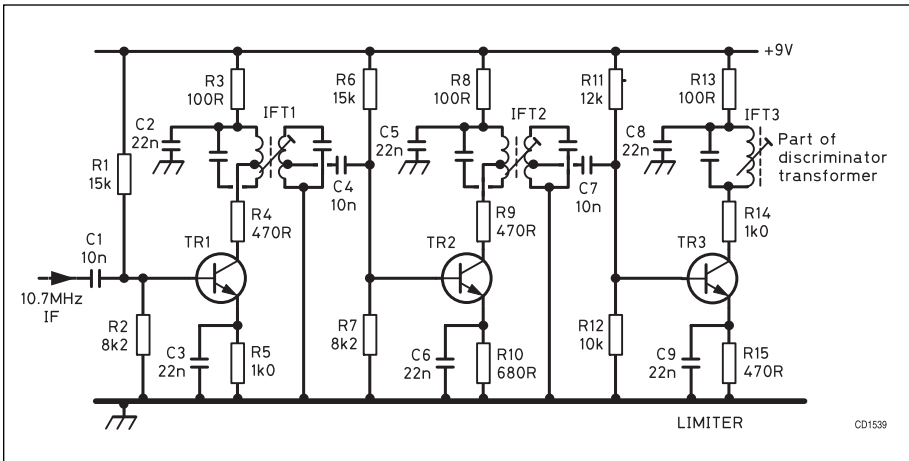 +9V
R3
100R
R6
15k
R8
100R
R11
12k
R13
100R
IFT1
IFT2
IFT3
C2
22n
C5
22n
C8
22n
Part of
discriminator
transformer
R1
15k
C4
10n
C7
10n
R4
470R
R9
470R
R14
1k0
C1
10n
TR1
TR2
TR3
10.7MHz
IF
R2
8k2
C3
22n
R5
1k0
R7
8k2
C6
22n
R10
680R
R12
10k
C9
22n
R15
470R
LIMITER
CD1539